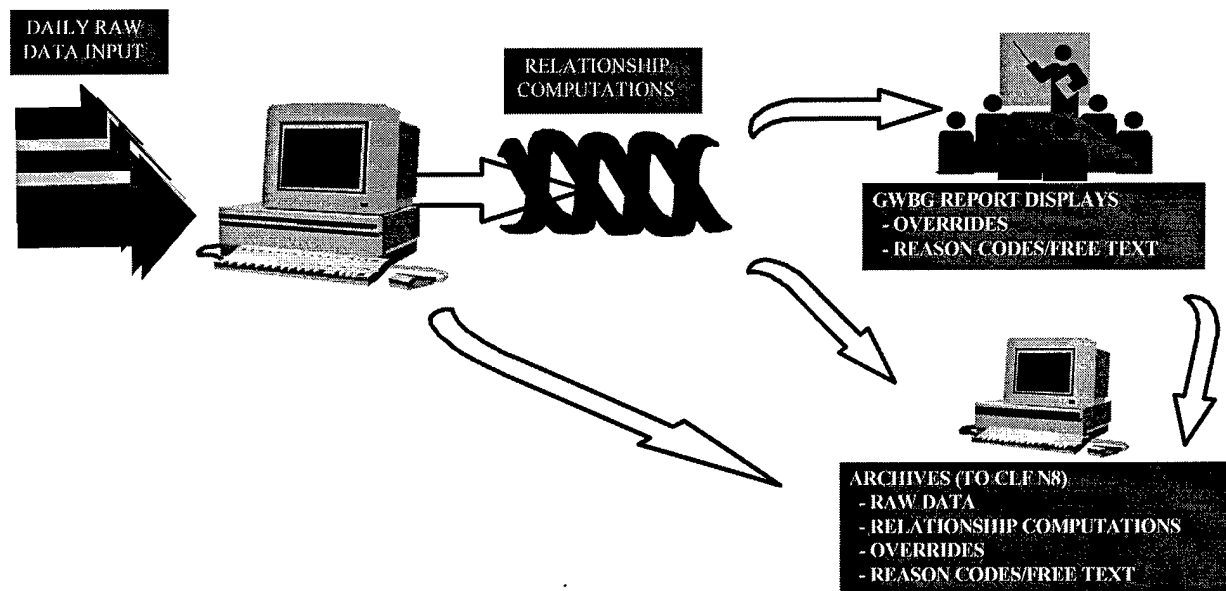 DAILY RAW
DATA INPUT
RELATIONSHIP
COMPUTATIONS
GWBG REPORT DISPLAYS
- OVERRIDES
- REASON CODES/FREE TEXT
ARCHIVES (TO CLF N8)
- RAW DATA
- RELATIONSHIP COMPUTATIONS
- OVERRIDES
- REASON CODES/FREE TEXT